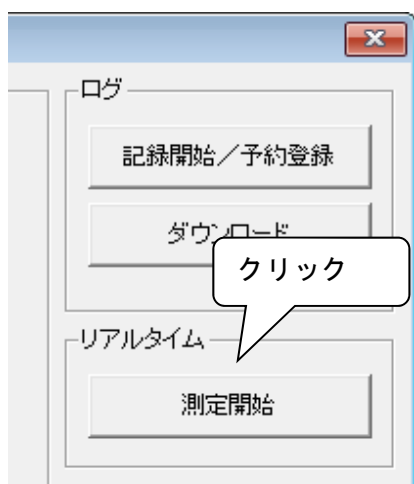 ログ
記録開始／予約登録
ダウンロード
クリック
リアルタイム
測定開始